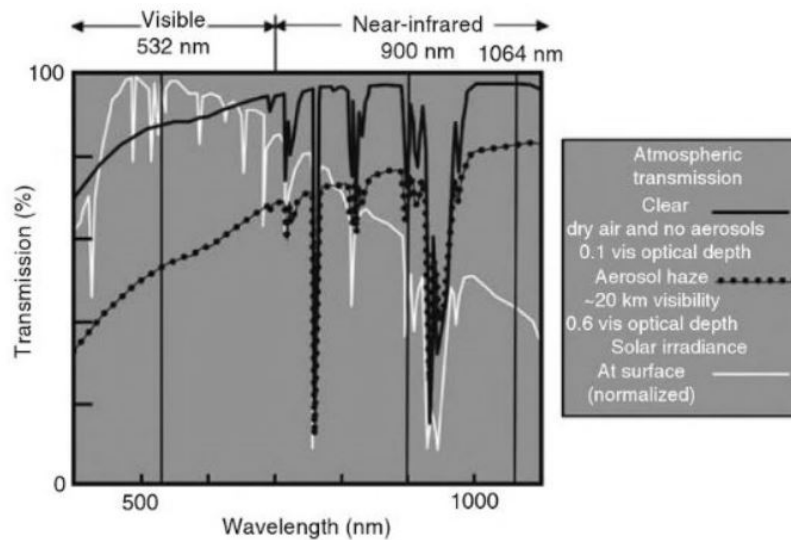 Visible
Near-infrared
532 nm
900 nm
1064 nm
100
Transmission (%)
0
500
1000
Wavelength (nm)
Atmospheric
transmission
Clear
dry air and no aerosols
0.1 vis optical depth
Aerosol haze
~20 km visibility
0.6 vis optical depth
Solar irradiance
At surface
(normalized)